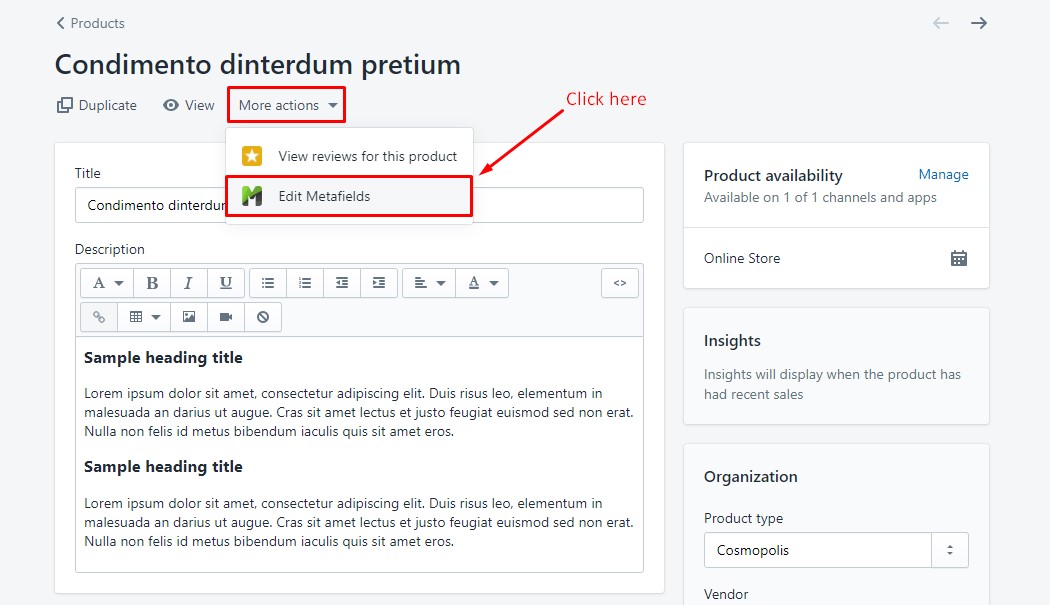 Products
Condimento dinterdum pretium
Duplicate View More actions
Click here
View reviews for this product
Edit Metafields
Title
Condimento dinterdu
Description
A B I U A <>
Sample heading title
Lorem ipsum dolor sit amet, consectetur adipiscing elit. Duis risus leo, elementum in
malesuada an darius ut augue. Cras sit amet lectus et justo feugiat euismod sed non erat.
Nulla non felis id metus bibendum iaculis quis sit amet eros.
Sample heading title
Lorem ipsum dolor sit amet, consectetur adipiscing elit. Duis risus leo, elementum in
malesuada an darius ut augue. Cras sit amet lectus et justo feugiat euismod sed non erat.
Nulla non felis id metus bibendum iaculis quis sit amet eros.
Product availability Manage
Available on 1 of 1 channels and apps
Online Store
Insights
Insights will display when the product has
had recent sales
Organization
Product type
Cosmopolis
Vendor